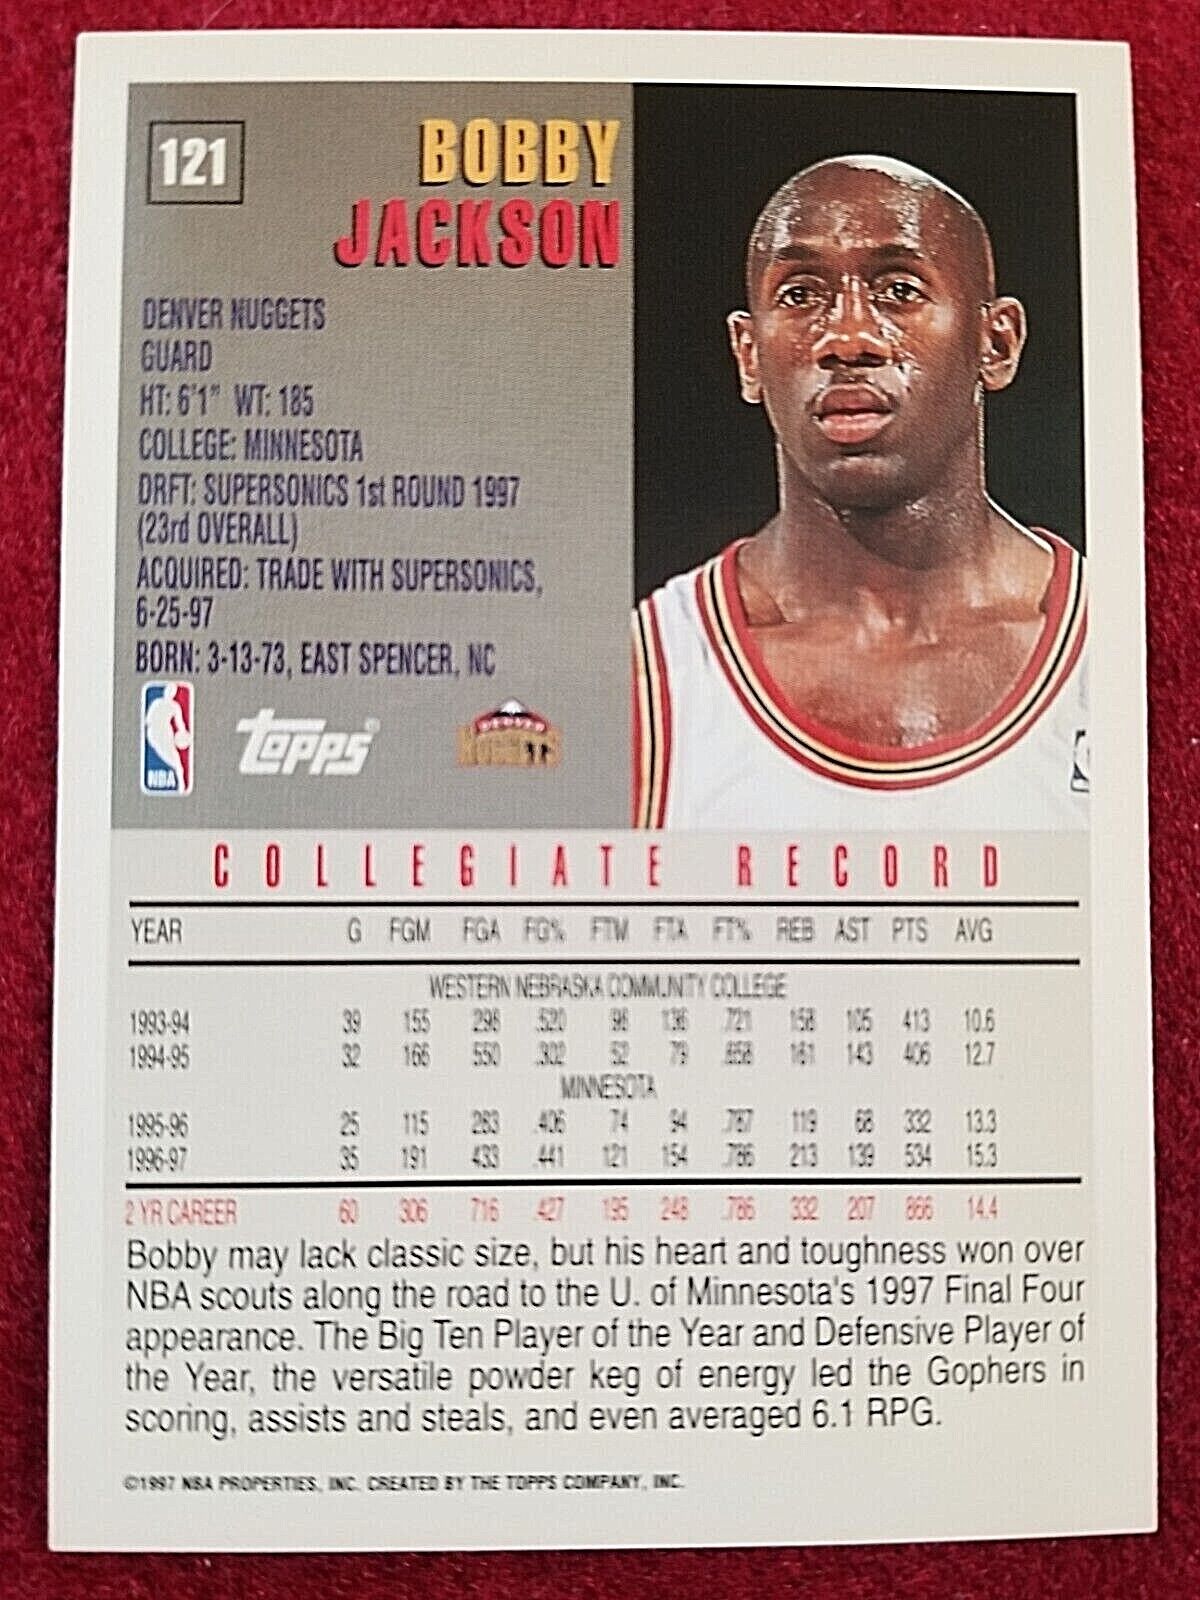 121
BOBBY
JACKSON
DENVER NUGGETS
GUARD
HT: 6'1" WT: 185
COLLEGE: MINNESOTA
DRFT: SUPERSONICS 1st ROUND 1997
(23rd OVERALL)
ACQUIRED: TRADE WITH SUPERSONICS,
6-25-97
BORN: 3-13-73, EAST SPENCER, NC
NBA
TOPPS®
DENVER
NUGGETS
COLLEGIATE RECORD
YEAR G FGM FGA FG% FTM FTA FT% REB AST PTS AVG
WESTERN NEBRASKA COMMUNITY COLLEGE
1993-94 39 155 298 .520 98 136 .721 158 105 413 10.6
1994-95 32 166 550 .302 52 79 .658 161 143 406 12.7
MINNESOTA
1995-96 25 115 283 .406 74 94 .787 119 68 332 13.3
1996-97 35 191 433 .441 121 154 .786 213 139 534 15.3
2 YR CAREER 60 306 716 .427 195 248 .786 332 207 866 14.4
Bobby may lack classic size, but his heart and toughness won over
NBA scouts along the road to the U. of Minnesota's 1997 Final Four
appearance. The Big Ten Player of the Year and Defensive Player of
the Year, the versatile powder keg of energy led the Gophers in
scoring, assists and steals, and even averaged 6.1 RPG.
©1997 NBA PROPERTIES, INC. CREATED BY THE TOPPS COMPANY, INC.